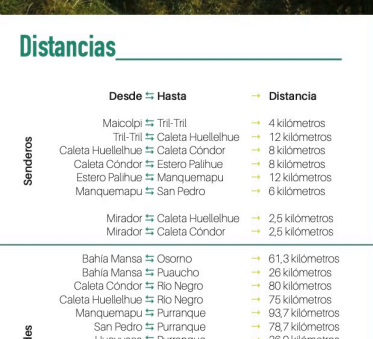 Distancias
Desde ⇆ Hasta → Distancia
Senderos
Maicolpi ⇆ Tril-Tril → 4 kilómetros
Tril-Tril ⇆ Caleta Huellelhue → 12 kilómetros
Caleta Huellelhue ⇆ Caleta Cóndor → 8 kilómetros
Caleta Cóndor ⇆ Estero Palihue → 8 kilómetros
Estero Palihue ⇆ Manquemapu → 12 kilómetros
Manquemapu ⇆ San Pedro → 6 kilómetros
Mirador ⇆ Caleta Huellelhue → 2,5 kilómetros
Mirador ⇆ Caleta Cóndor → 2,5 kilómetros
Bahía Mansa ⇆ Osorno → 61,3 kilómetros
Bahía Mansa ⇆ Puaucho → 26 kilómetros
Caleta Cóndor ⇆ Río Negro → 80 kilómetros
Caleta Huellelhue ⇆ Río Negro → 75 kilómetros
Manquemapu ⇆ Purranque → 93,7 kilómetros
San Pedro ⇆ Purranque → 78,7 kilómetros
⇆ Purranque → kilómetros